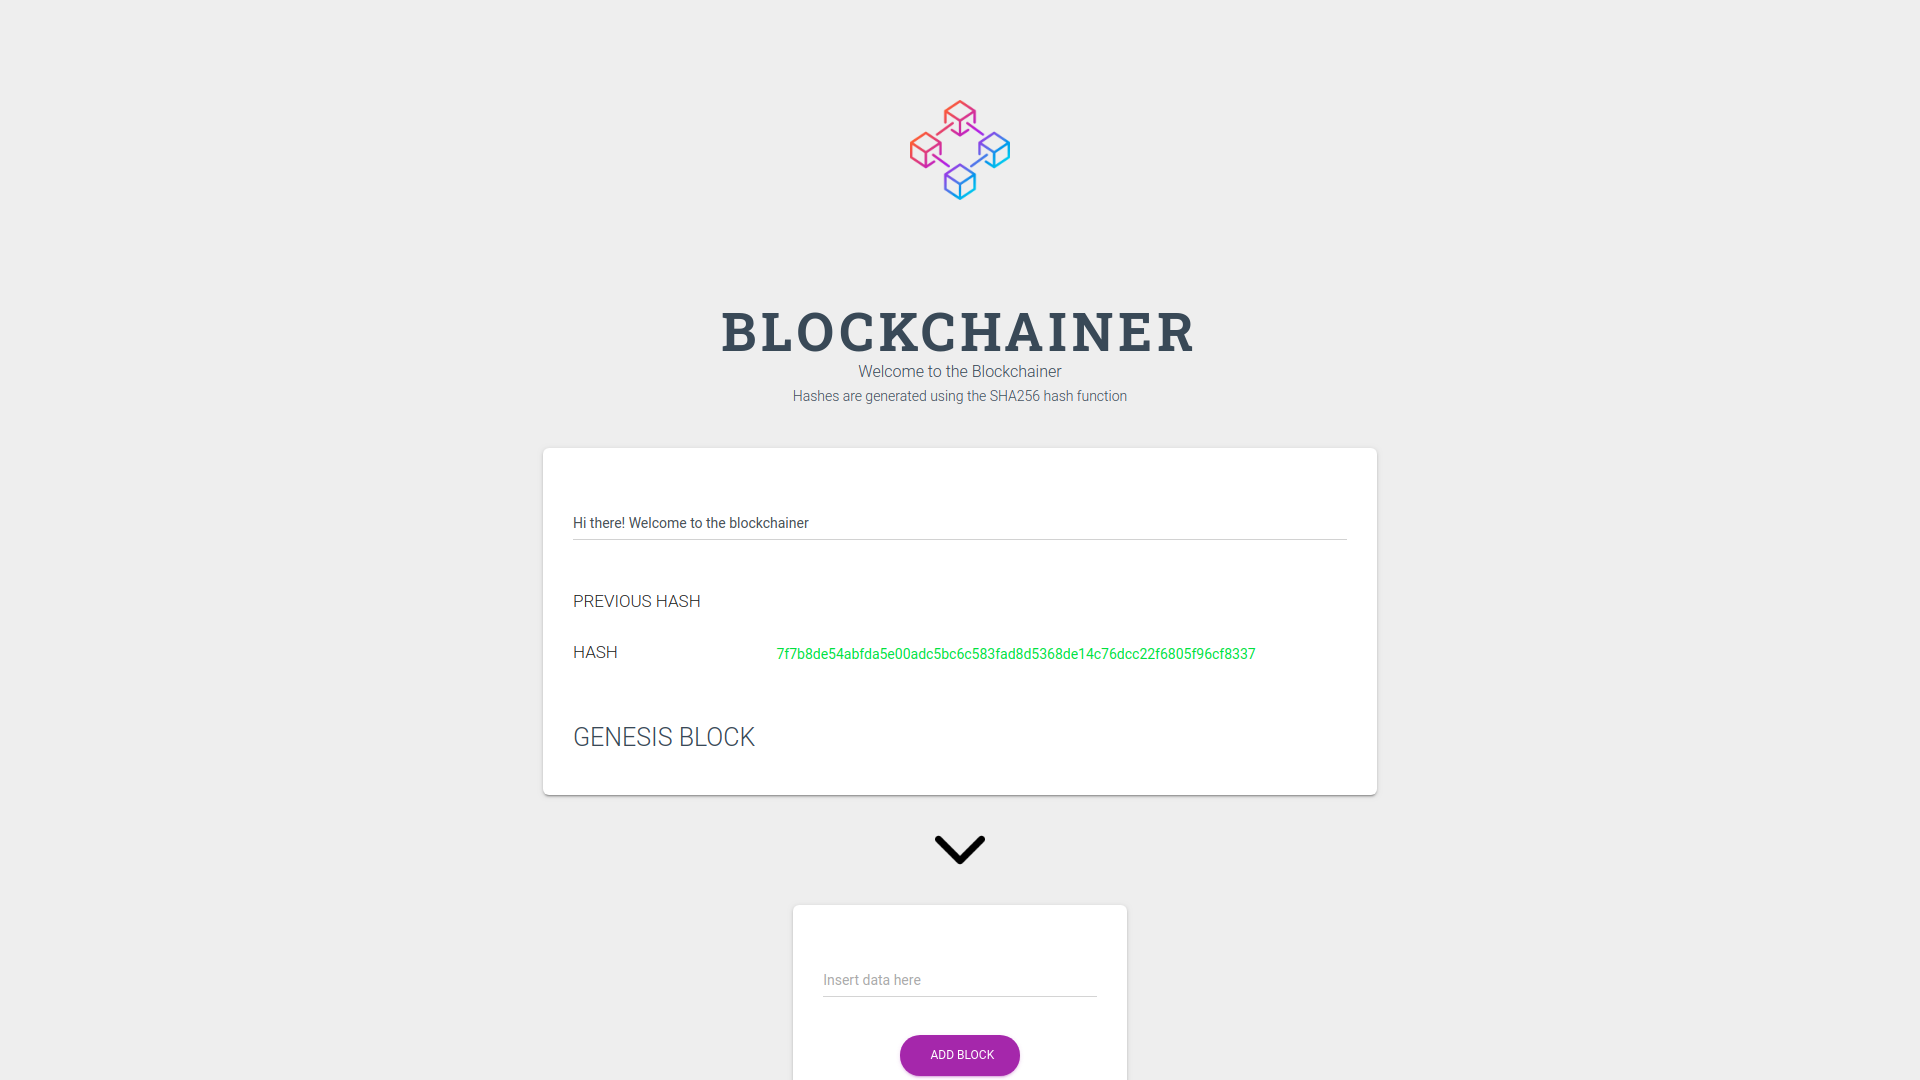 BLOCKCHAINER
Welcome to the Blockchainer
Hashes are generated using the SHA256 hash function
Hi there! Welcome to the blockchainer
PREVIOUS HASH
HASH 7f7b8de54abfda5e00adc5bc6c583fad8d5368de14c76dcc22f6805f96cf8337
GENESIS BLOCK
Insert data here
ADD BLOCK